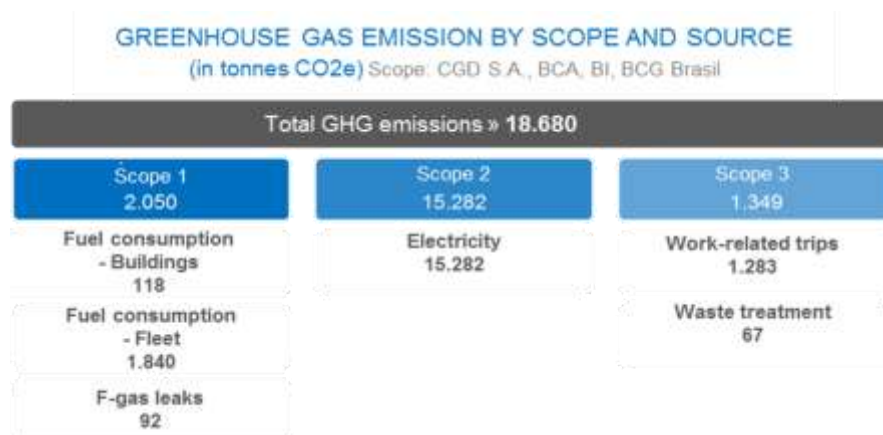 GREENHOUSE GAS EMISSION BY SCOPE AND SOURCE
(in tonnes CO2e) Scope: CGD S.A., BCA, BI, BCG Brasil
Total GHG emissions » 18.680
Scope 1
2.050
Fuel consumption
- Buildings
118
Fuel consumption
- Fleet
1.840
F-gas leaks
92
Scope 2
15.282
Electricity
15.282
Scope 3
1.349
Work-related trips
1.283
Waste treatment
67